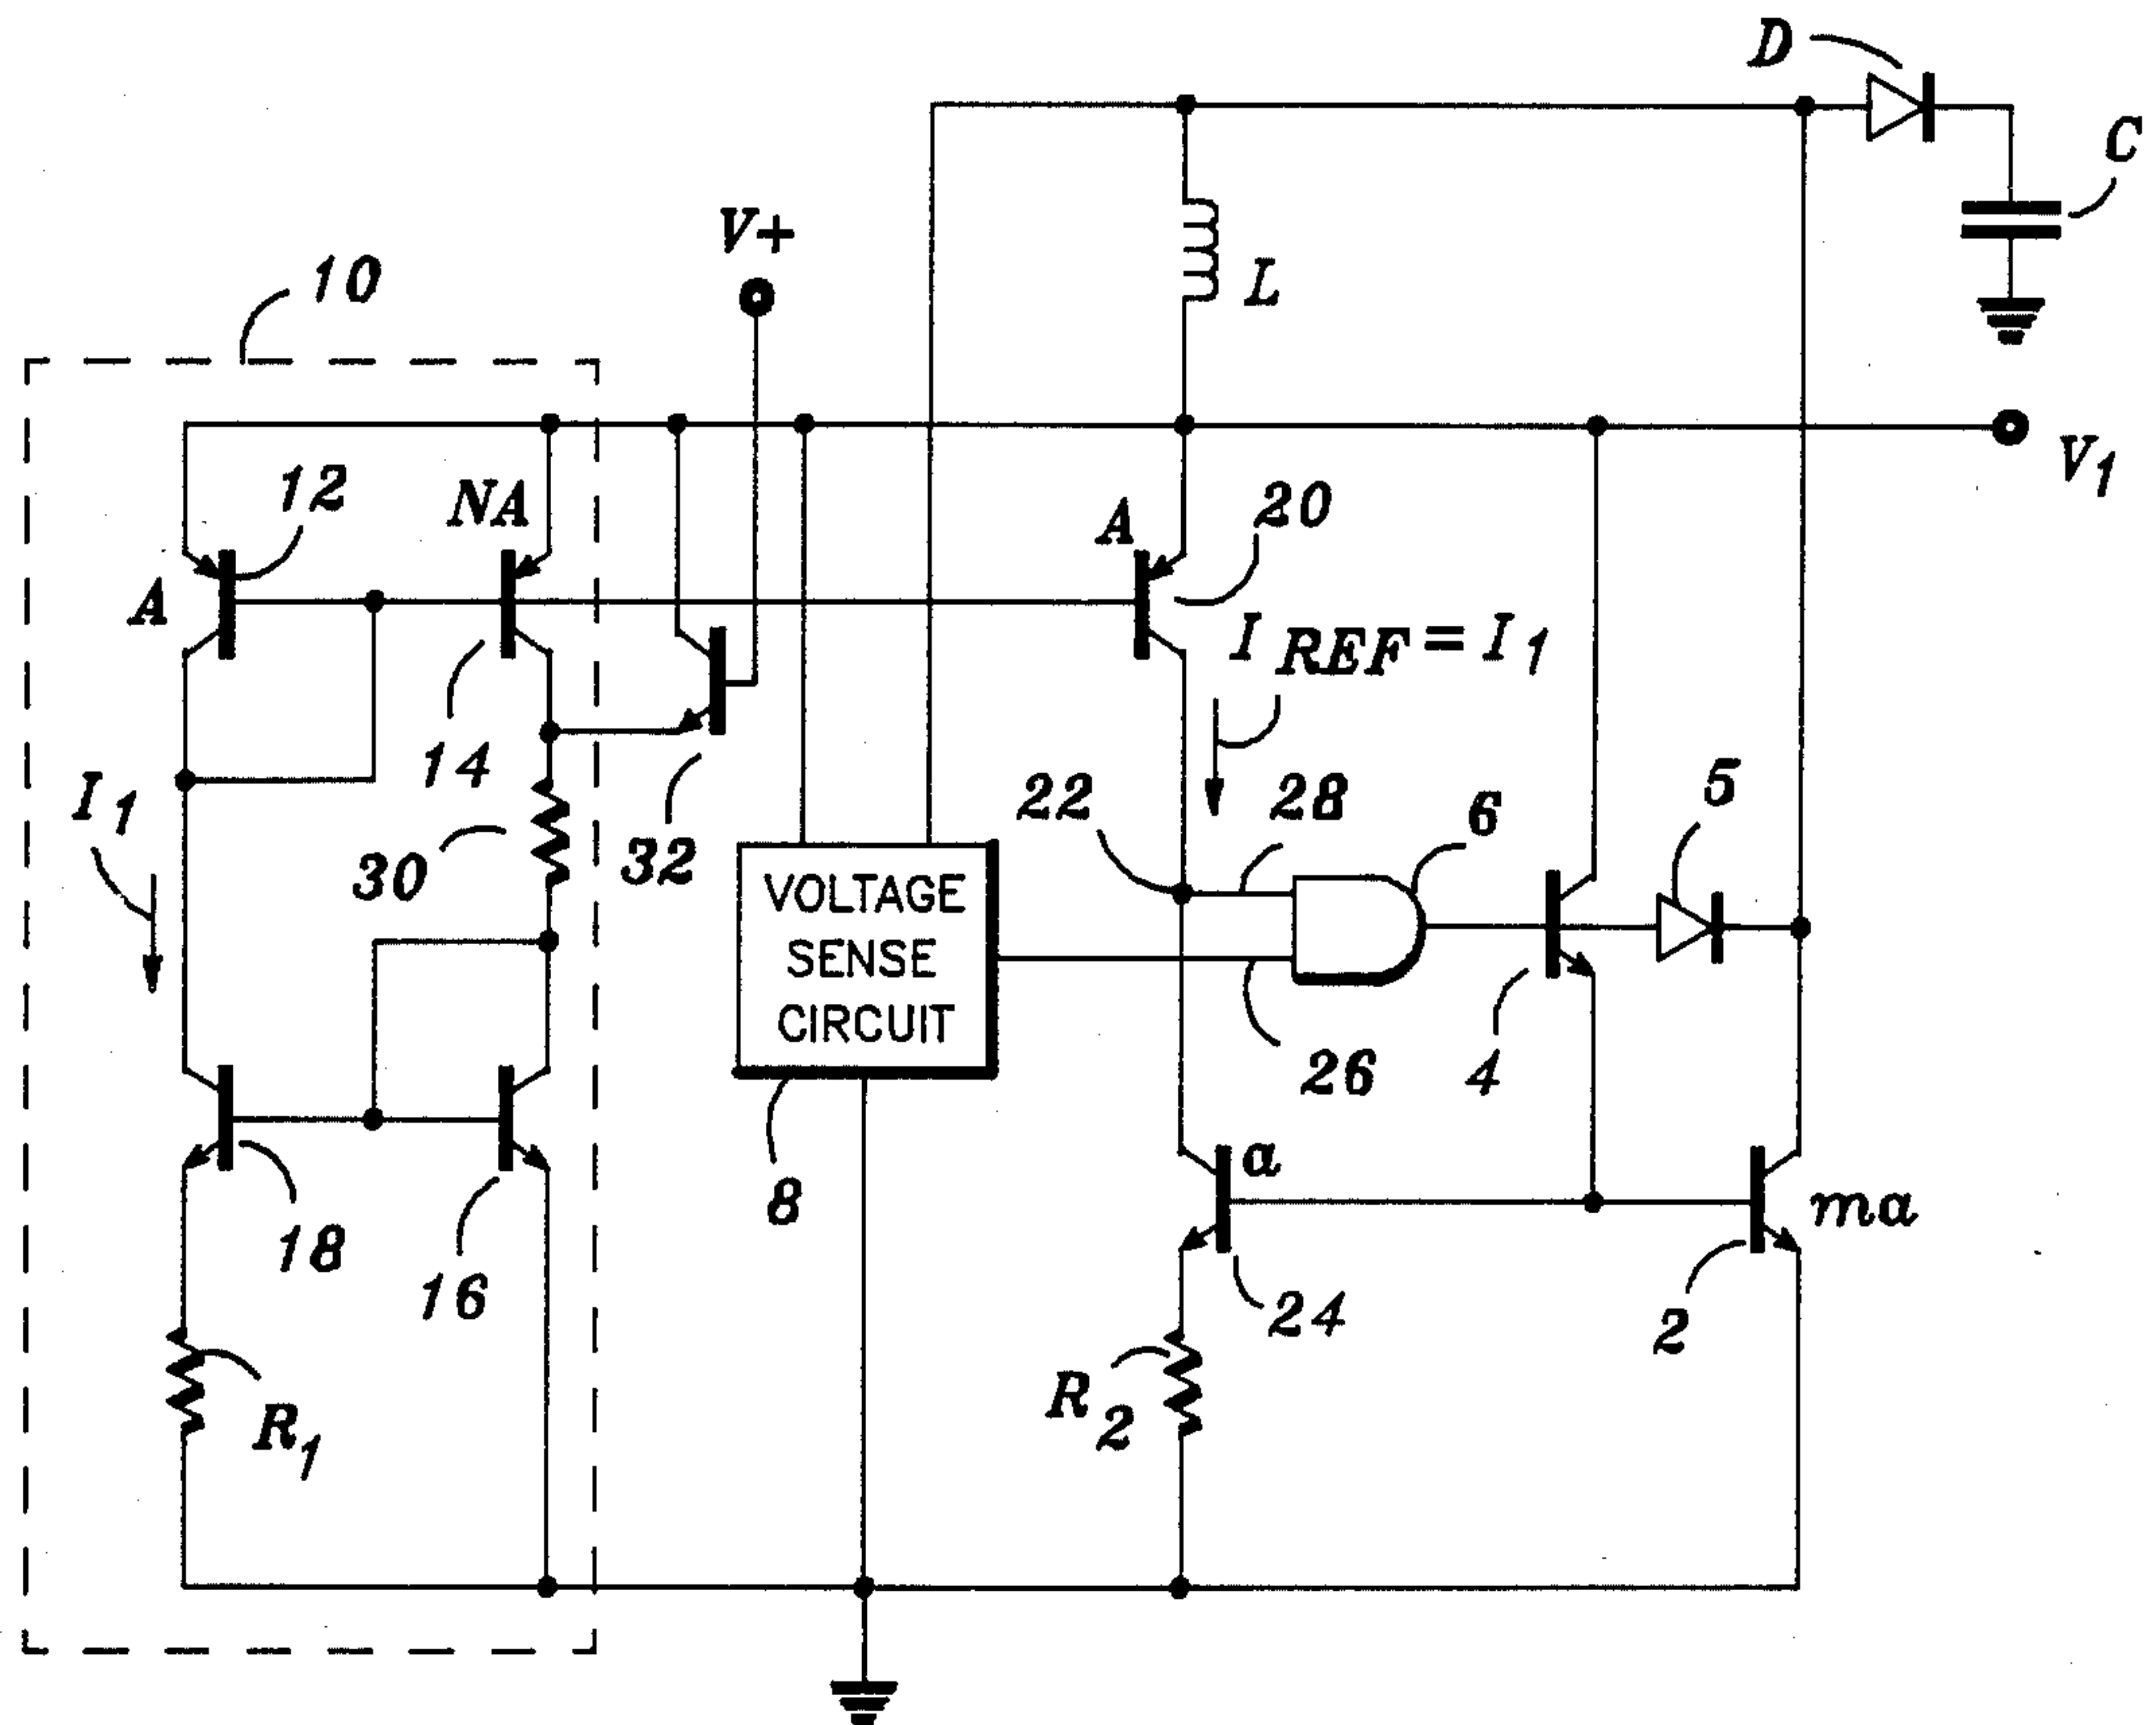 D
C
V+
L
10
V1
12
NA
A
20
A
I REF = I1
14
I1
22
28
6
5
30
32
VOLTAGE
SENSE
CIRCUIT
26
4
a
ma
8
18
16
24
2
R1
R2